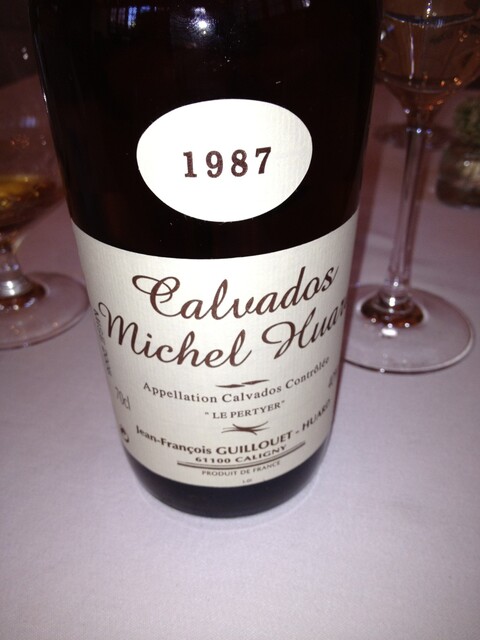 1987
Calvados
Michel Huar
Appellation Calvados Contrôlée
"LE PERTYER"
70cl
Jean-François GUILLOUET - HUARD
61100 CALIGNY
PRODUIT DE FRANCE